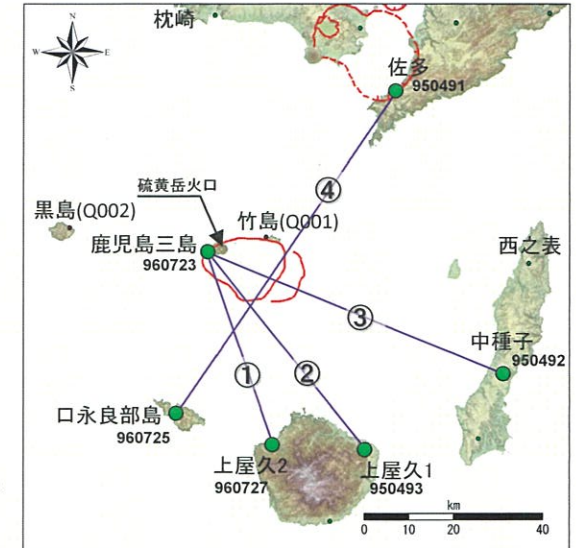 枕崎
N
W
E
S
佐多
950491
④
硫黄岳火口
黒島(Q002)
竹島(Q001)
鹿児島三島
960723
西之表
③
中種子
950492
①
②
口永良部島
960725
上屋久2
960727
上屋久1
950493
km
0 10 20 40